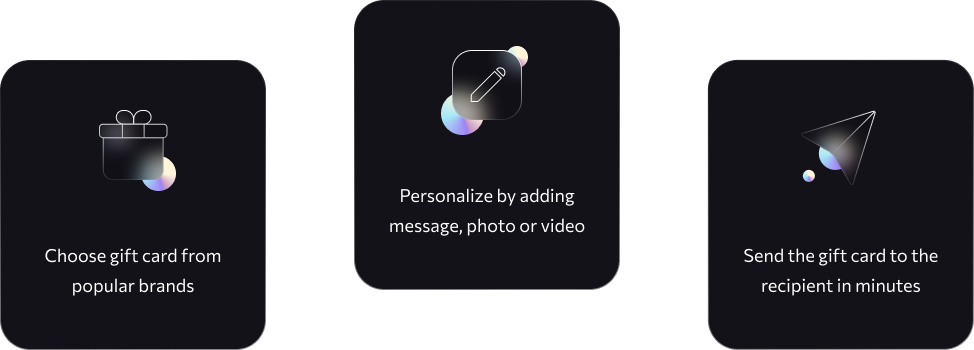 Choose gift card from
popular brands
Personalize by adding
message, photo or video
Send the gift card to the
recipient in minutes